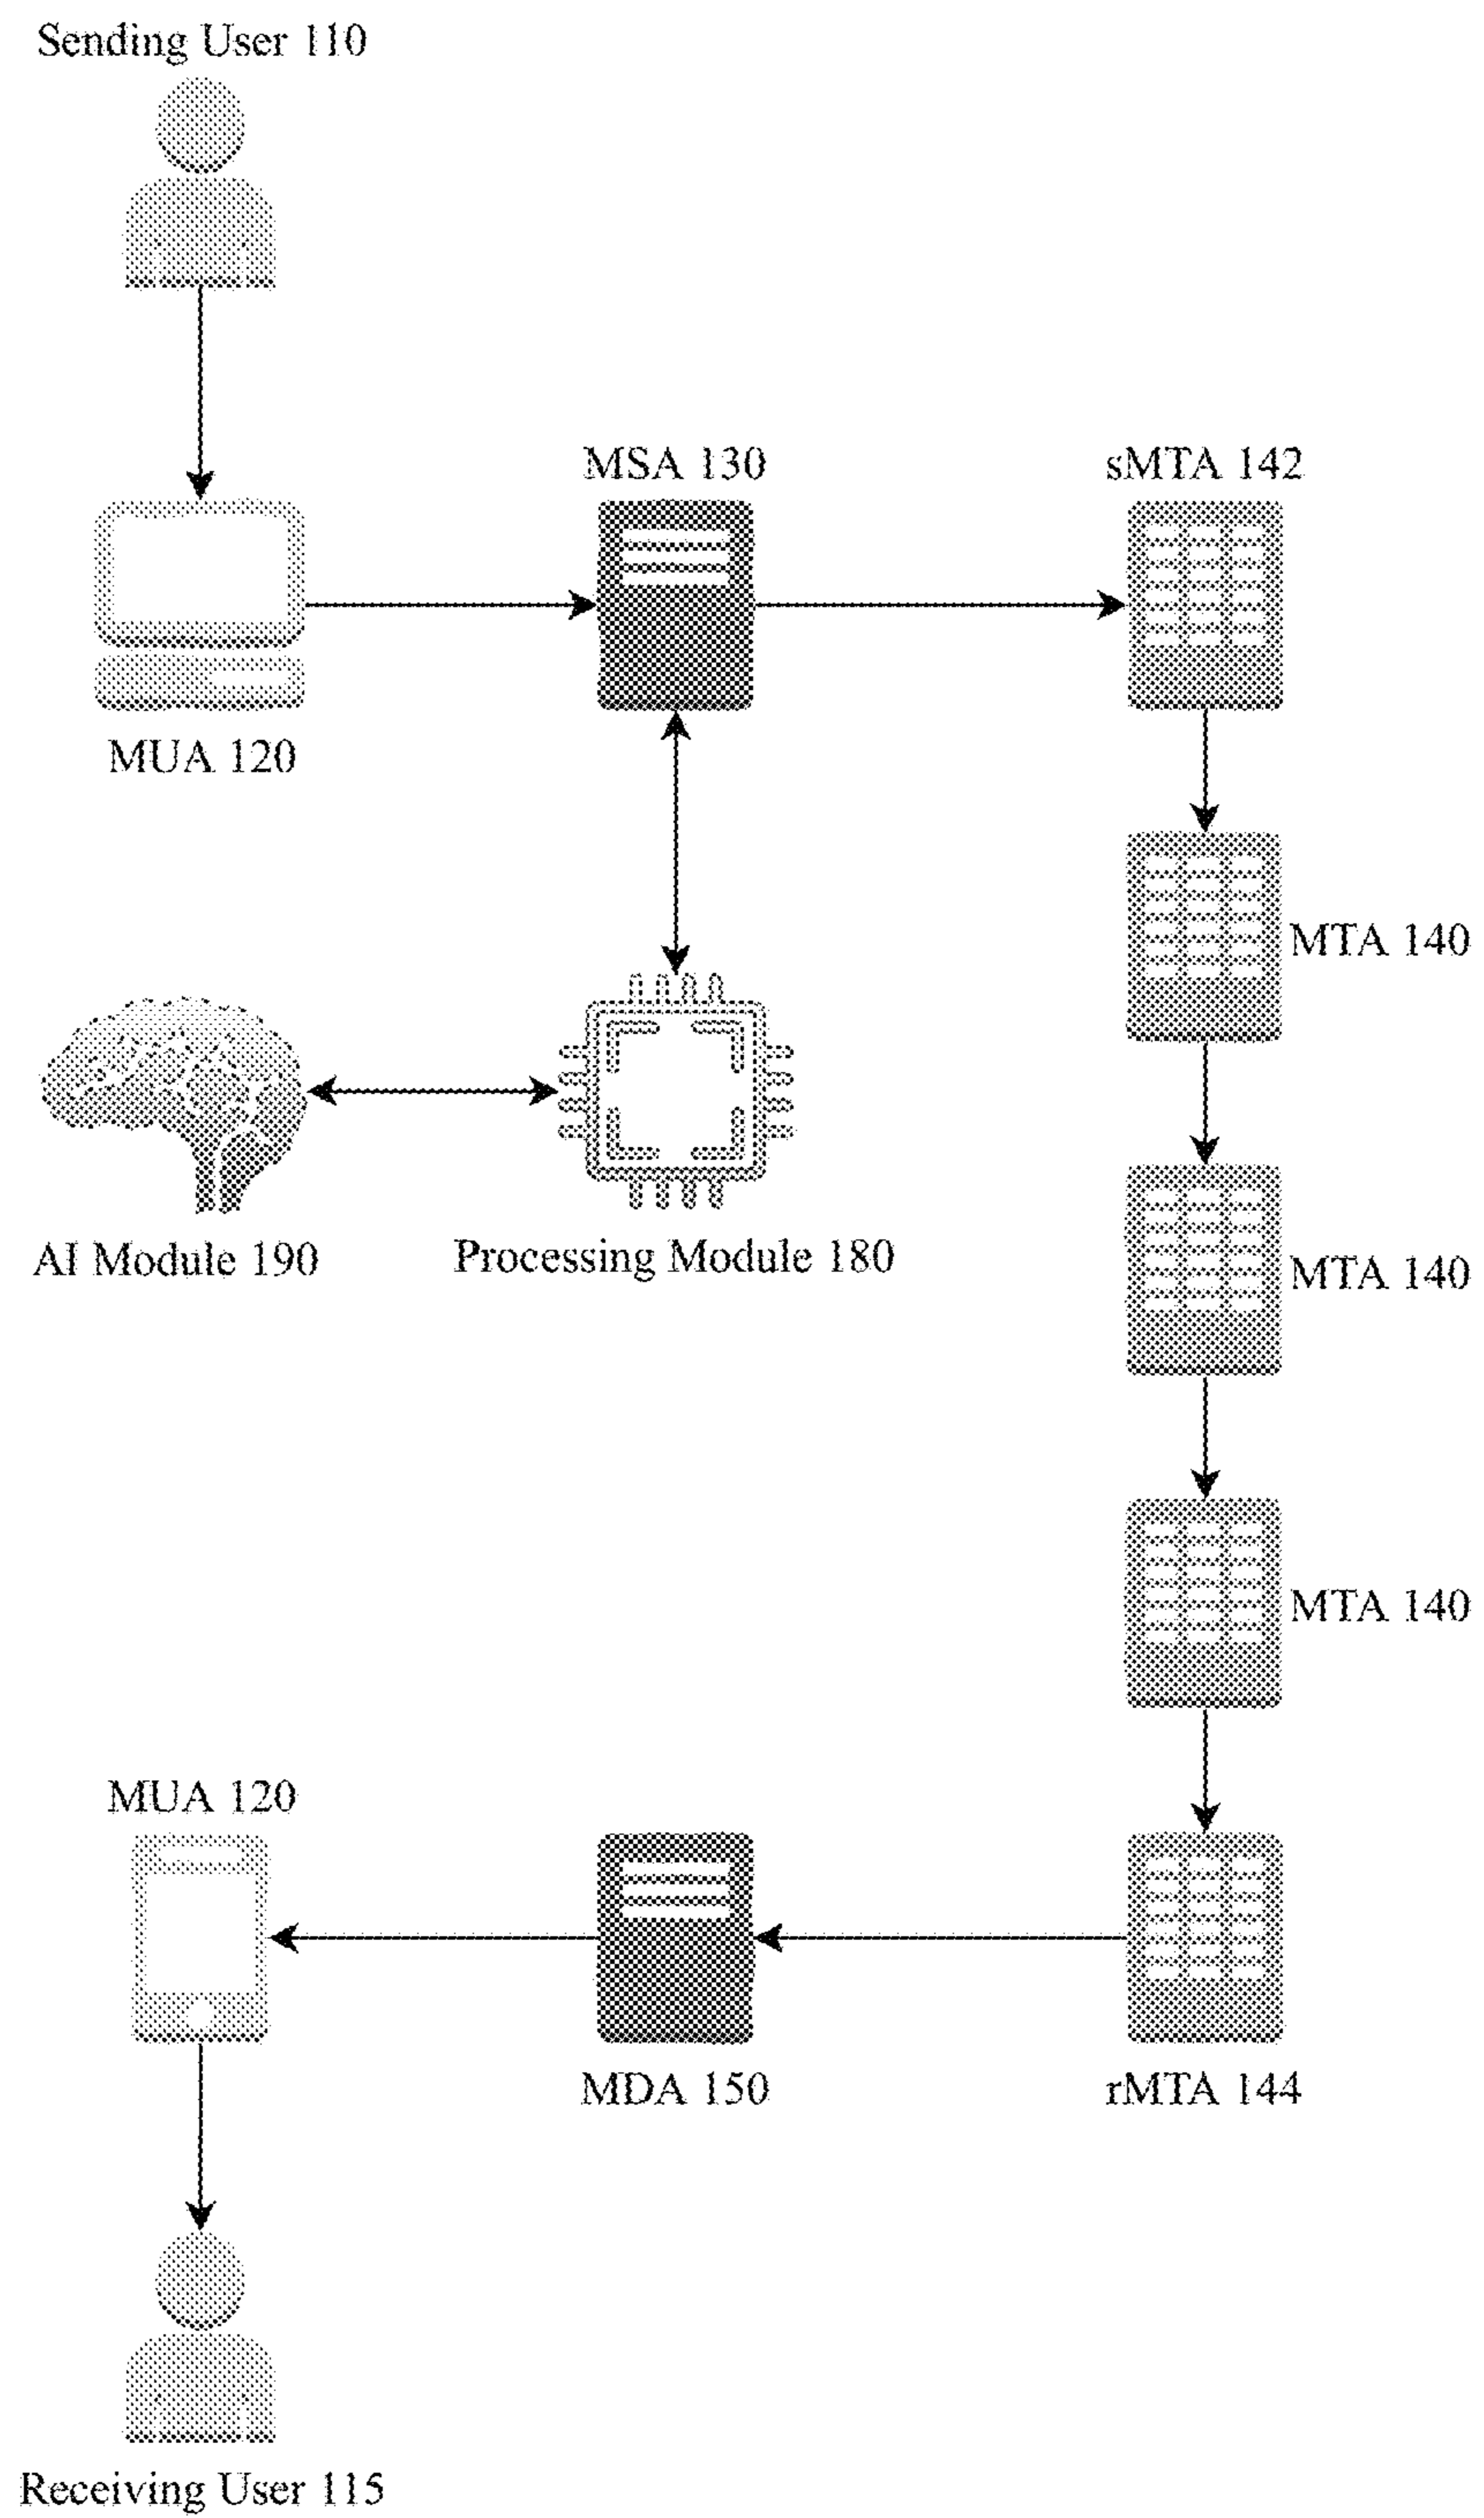 Sending User 110
MSA 130
sMTA 142
MUA 120
MTA 140
AI Module 190
Processing Module 180
MTA 140
MTA 140
MUA 120
MDA 150
rMTA 144
Receiving User 115